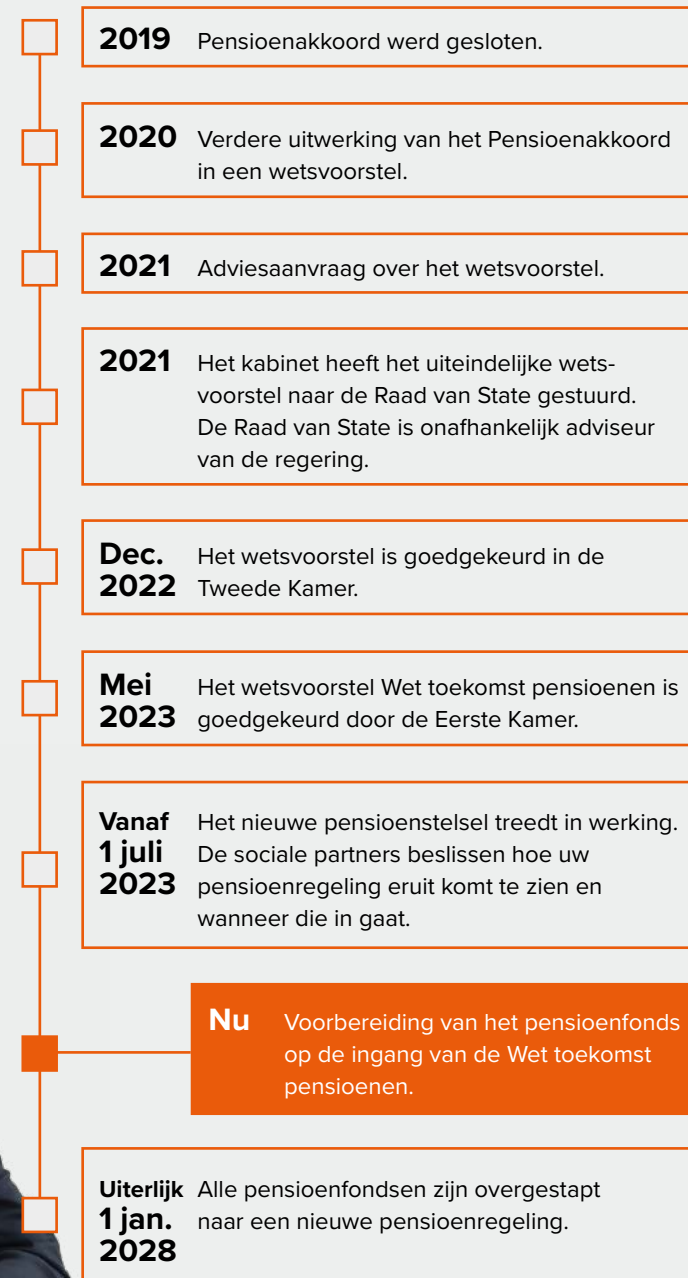 2019 Pensioenakkoord werd gesloten.
2020 Verdere uitwerking van het Pensioenakkoord
in een wetsvoorstel.
2021 Adviesaanvraag over het wetsvoorstel.
2021 Het kabinet heeft het uiteindelijke wets-
voorstel naar de Raad van State gestuurd.
De Raad van State is onafhankelijk adviseur
van de regering.
Dec. Het wetsvoorstel is goedgekeurd in de
2022 Tweede Kamer.
Mei Het wetsvoorstel Wet toekomst pensioenen is
2023 goedgekeurd door de Eerste Kamer.
Vanaf Het nieuwe pensioenstelsel treedt in werking.
1 juli De sociale partners beslissen hoe uw
2023 pensioenregeling eruit komt te zien en
wanneer die in gaat.
Nu Voorbereiding van het pensioenfonds
op de ingang van de Wet toekomst
pensioenen.
Uiterlijk Alle pensioenfondsen zijn overgestapt
1 jan. naar een nieuwe pensioenregeling.
2028